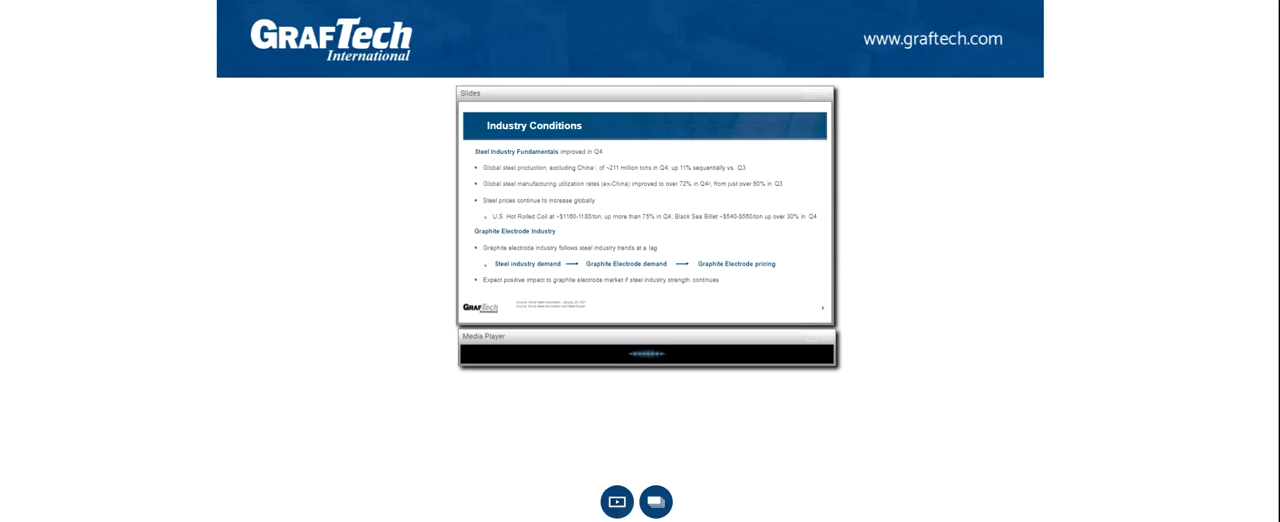 GRAFTech
International
www.graftech.com
Slides
Industry Conditions
Steel Industry Fundamentals improved in Q4
• Global steel production, excluding China¹, of ~211 million tons in Q4; up 11% sequentially vs. Q3
• Global steel manufacturing utilization rates (ex-China) improved to over 72% in Q4², from just over 60% in Q3
• Steel prices continue to increase globally
U.S. Hot Rolled Coil at ~$1160-1180/ton, up more than 75% in Q4; Black Sea Billet ~$540-$560/ton up over 30% in Q4
Graphite Electrode Industry
• Graphite electrode industry follows steel industry trends at a lag
Steel industry demand → Graphite Electrode demand → Graphite Electrode pricing
• Expect positive impact to graphite electrode market if steel industry strength continues
GRAFTech
International
Media Player